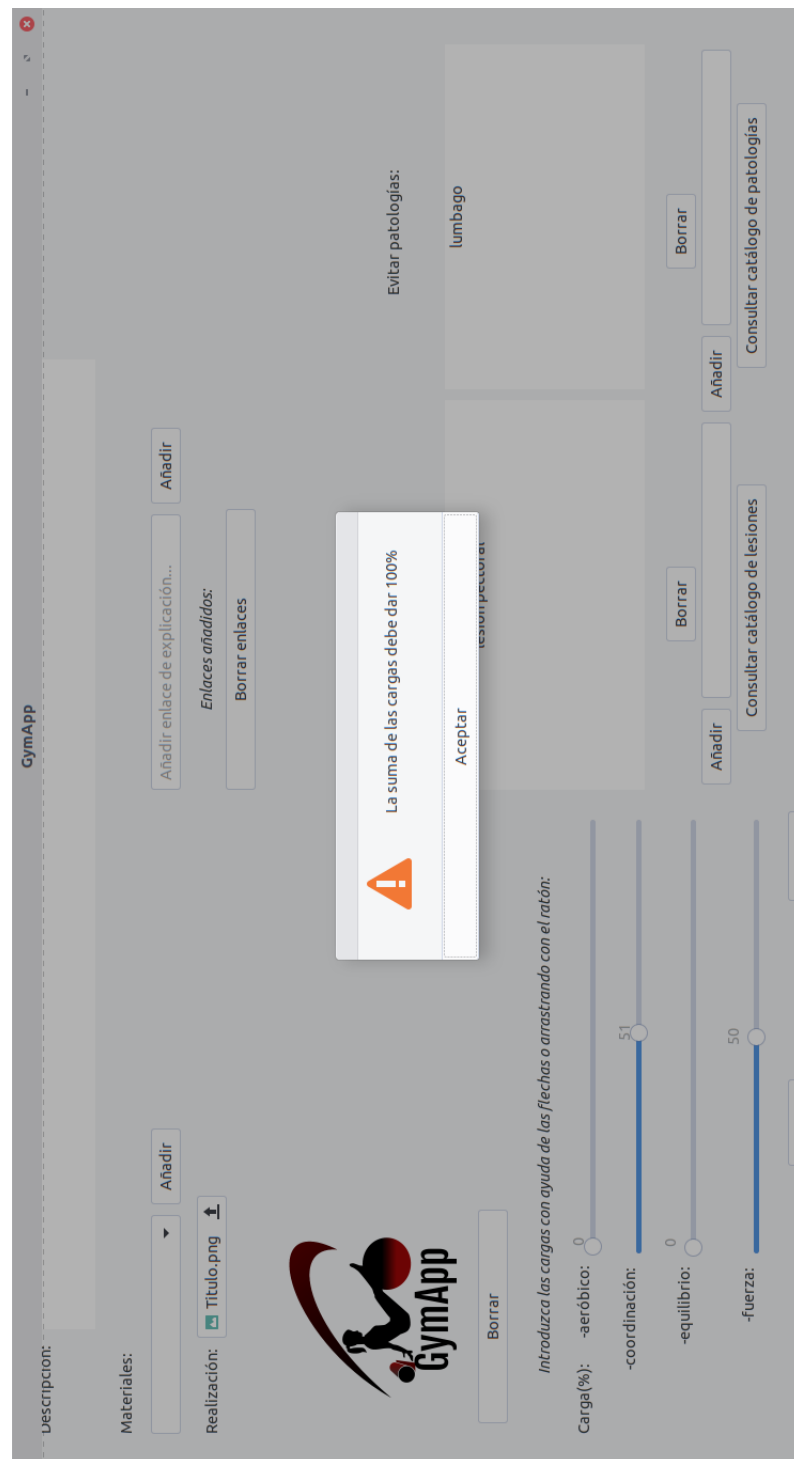 GymApp
Descripción:
Materiales:
Añadir
Añadir enlace de explicación...
Añadir
Realización:
Titulo.png
Enlaces añadidos:
Borrar enlaces
GymApp
Borrar
Evitar patologías:
lesión pectoral
lumbago
La suma de las cargas debe dar 100%
Aceptar
Introduzca las cargas con ayuda de las flechas o arrastrando con el ratón:
Carga(%):
-aeróbico:
0
-coordinación:
51
-equilibrio:
0
-fuerza:
50
Borrar
Borrar
Añadir
Añadir
Consultar catálogo de lesiones
Consultar catálogo de patologías